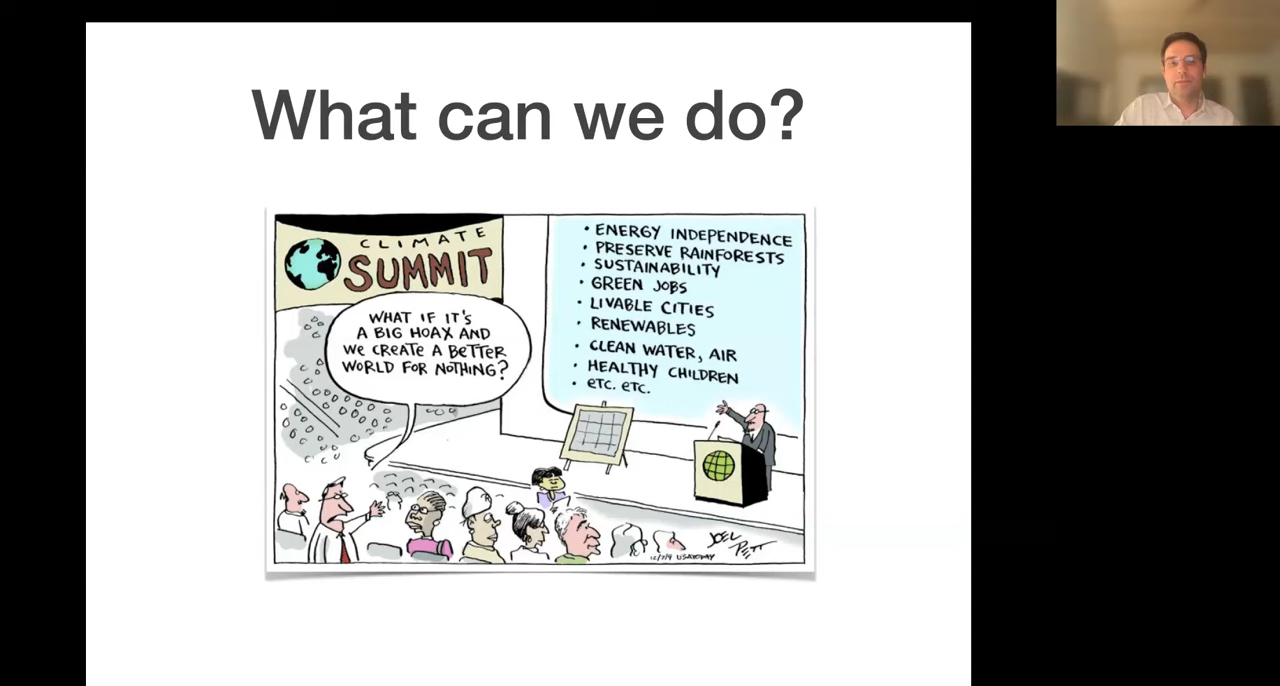 What can we do?
CLIMATE
SUMMIT
WHAT IF IT'S
A BIG HOAX AND
WE CREATE A BETTER
WORLD FOR NOTHING?
• ENERGY INDEPENDENCE
• PRESERVE RAINFORESTS
• SUSTAINABILITY
• GREEN JOBS
• LIVABLE CITIES
• RENEWABLES
• CLEAN WATER, AIR
• HEALTHY CHILDREN
• ETC. ETC.
JOEL
PETT
USA TODAY